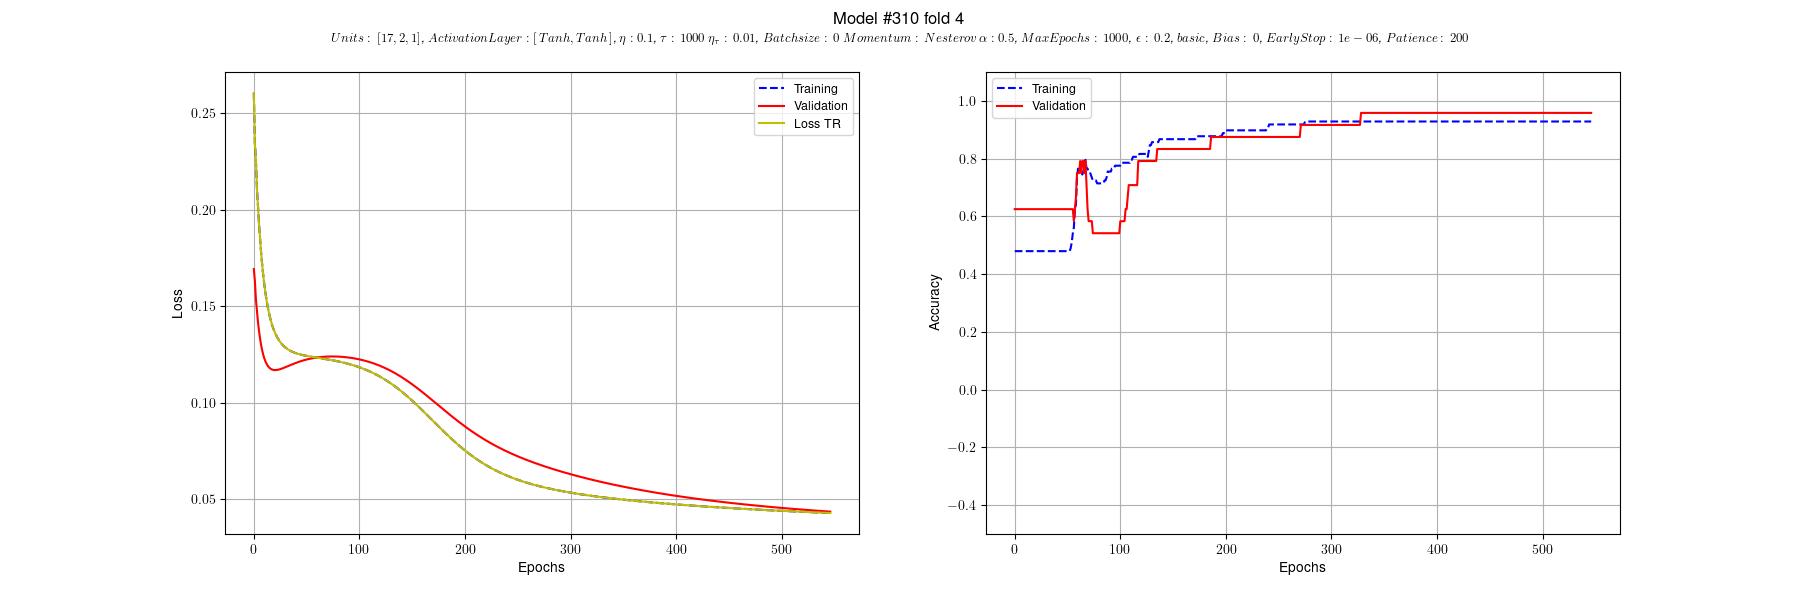 Model #310 fold 4
Units : [17, 2, 1], ActivationLayer : [Tanh, Tanh], η : 0.1, τ : 1000 ητ : 0.01, Batchsize : 0 Momentum : Nesterov α : 0.5, MaxEpochs : 1000, ϵ : 0.2, basic, Bias : 0, EarlyStop : 1e − 06, Patience : 200
Training
Validation
Loss TR
0.25
0.20
0.15
0.10
0.05
Loss
0 100 200 300 400 500
Epochs
Training
Validation
1.0
0.8
0.6
0.4
0.2
0.0
−0.2
−0.4
Accuracy
0 100 200 300 400 500
Epochs